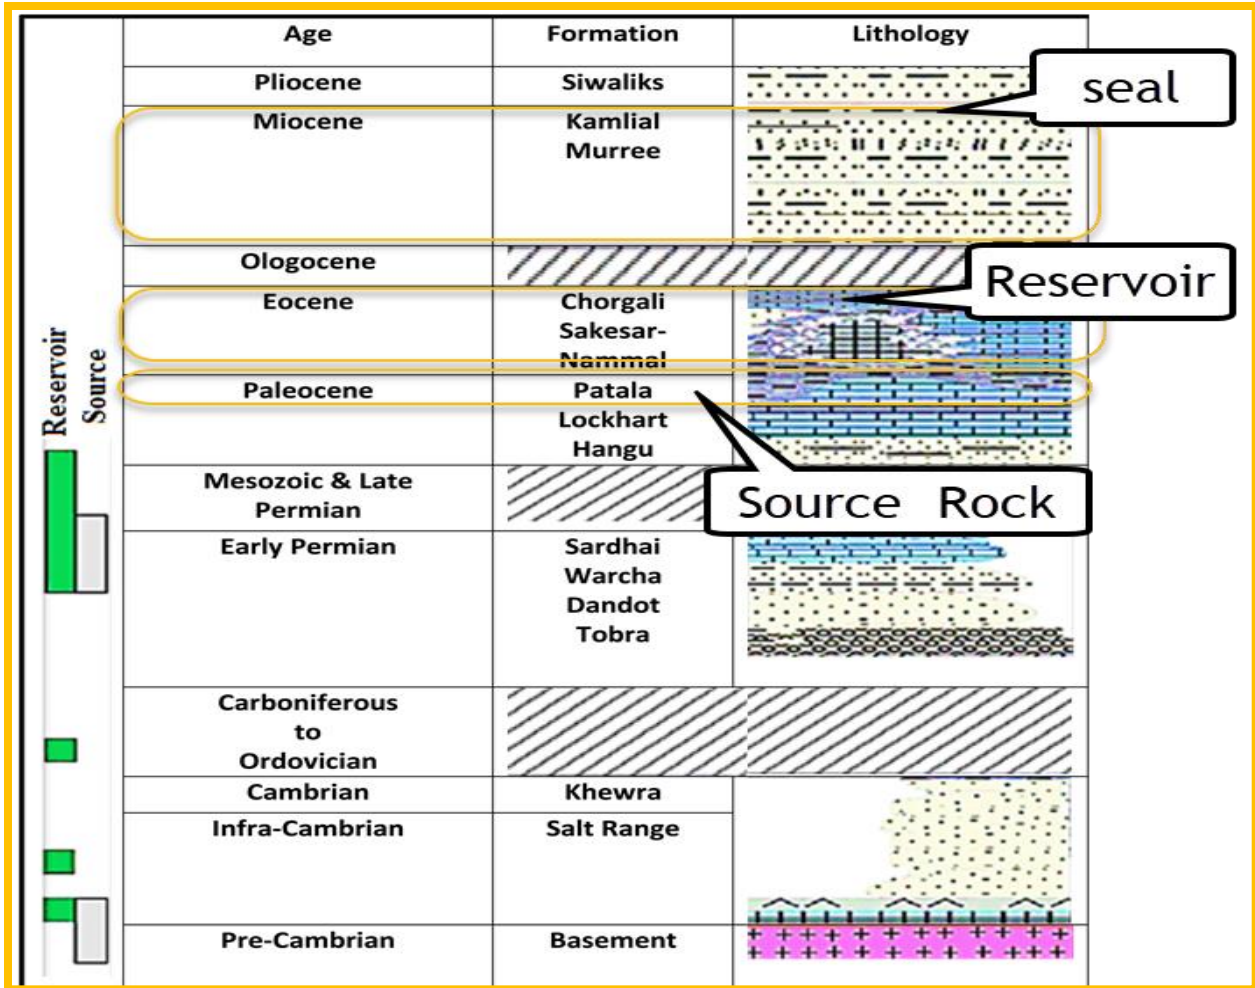 Age Formation Lithology
Pliocene Siwaliks
seal
Miocene Kamlial
Murree
Ologocene
Reservoir
Eocene Chorgali
Sakesar-
Nammal
Reservoir
Source
Paleocene Patala
Lockhart
Hangu
Source Rock
Mesozoic & Late
Permian
Early Permian Sardhai
Warcha
Dandot
Tobra
Carboniferous
to
Ordovician
Cambrian Khewra
Infra-Cambrian Salt Range
Pre-Cambrian Basement